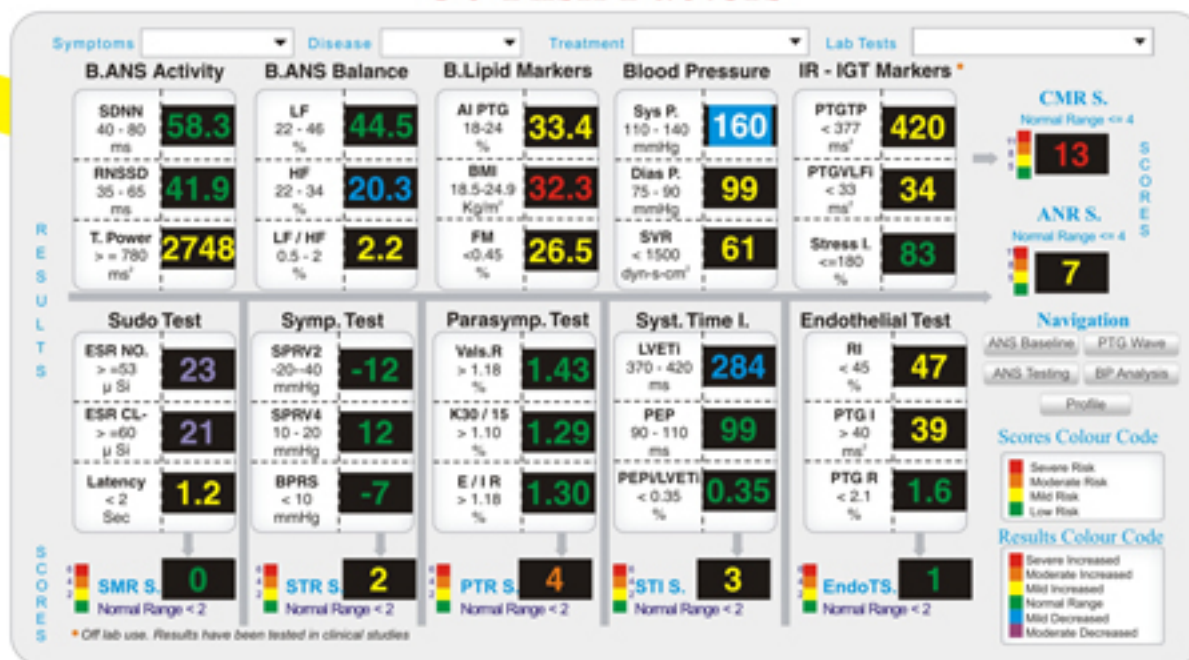 Symptoms Disease Treatment Lab Tests
B.ANS Activity B.ANS Balance B.Lipid Markers Blood Pressure IR - IGT Markers *
SDNN 40 - 80 ms 58.3
RNSSD 35 - 65 ms 41.9
T. Power > = 780 ms² 2748
LF 22 - 46 % 44.5
HF 22 - 34 % 20.3
LF / HF 0.5 - 2 % 2.2
AI PTG 18-24 % 33.4
BMI 18.5-24.9 Kg/m² 32.3
FM <0.45 % 26.5
Sys P. 110 - 140 mmHg 160
Dias P. 75 - 90 mmHg 99
SVR < 1500 dyn-s-cm² 61
PTGTP < 377 ms² 420
PTGVLFi < 33 ms² 34
Stress I. <=180 % 83
CMR S.
Normal Range <= 4
13
ANR S.
Normal Range <= 4
7
SCORES
RESULTS
Sudo Test Symp. Test Parasymp. Test Syst. Time I. Endothelial Test
ESR NO. > =53 µ Si 23
ESR CL- > =60 µ Si 21
Latency < 2 Sec 1.2
SPRV2 -20--40 mmHg -12
SPRV4 10 - 20 mmHg 12
BPRS < 10 mmHg -7
Vals.R > 1.18 % 1.43
K30 / 15 > 1.10 % 1.29
E / I R > 1.18 % 1.30
LVETi 370 - 420 ms 284
PEP 90 - 110 ms 99
PEPi/LVETi < 0.35 % 0.35
RI < 45 % 47
PTG I > 40 ms² 39
PTG R < 2.1 % 1.6
Navigation
ANS Baseline PTG Wave
ANS Testing BP Analysis
Profile
Scores Colour Code
Severe Risk
Moderate Risk
Mild Risk
Low Risk
Results Colour Code
Severe Increased
Moderate Increased
Mild Increased
Normal Range
Mild Decreased
Moderate Decreased
SCORES
SMR S. 0 Normal Range < 2
STR S. 2 Normal Range < 2
PTR S. 4 Normal Range < 2
STI S. 3 Normal Range < 2
EndoTS. 1 Normal Range < 2
* Off lab use. Results have been tested in clinical studies